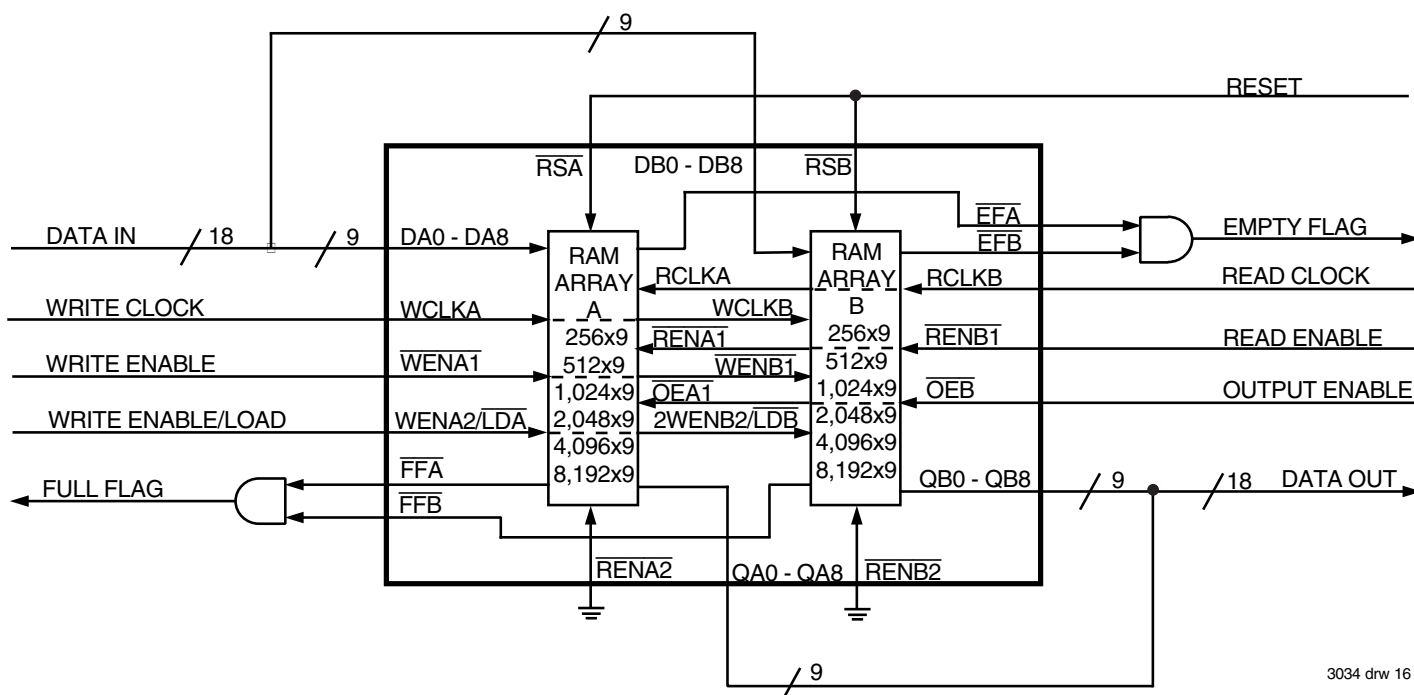 9
RESET
RSA
DB0 - DB8
RSB
DATA IN
18
9
DA0 - DA8
EFA
EFB
EMPTY FLAG
RAM
ARRAY
A
256x9
512x9
1,024x9
2,048x9
4,096x9
8,192x9
RAM
ARRAY
B
256x9
512x9
1,024x9
2,048x9
4,096x9
8,192x9
RCLKA
RCLKB
READ CLOCK
WRITE CLOCK
WCLKA
WCLKB
RENA1
RENB1
READ ENABLE
WRITE ENABLE
WENA1
WENB1
OEA1
OEB
OUTPUT ENABLE
WRITE ENABLE/LOAD
WENA2/LDA
2WENB2/LDB
FFA
FULL FLAG
FFB
QB0 - QB8
9
18
DATA OUT
RENA2
QA0 - QA8
RENB2
9
3034 drw 16